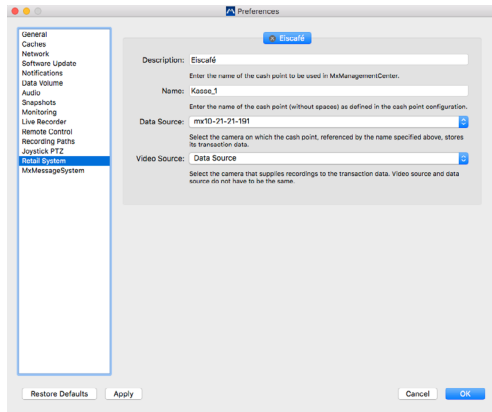 Preferences
General
Caches
Network
Software Update
Notifications
Data Volume
Audio
Snapshots
Monitoring
Live Recorder
Remote Control
Recording Paths
Joystick PTZ
Retail System
MxMessageSystem
Eiscafé
Description: Eiscafé
Enter the name of the cash point to be used in MxManagementCenter.
Name: Kasse_1
Enter the name of the cash point (without spaces) as defined in the cash point configuration.
Data Source: mx10-21-21-191
Select the camera on which the cash point, referenced by the name specified above, stores
its transaction data.
Video Source: Data Source
Select the camera that supplies recordings to the transaction data. Video source and data
source do not have to be the same.
Restore Defaults Apply Cancel OK